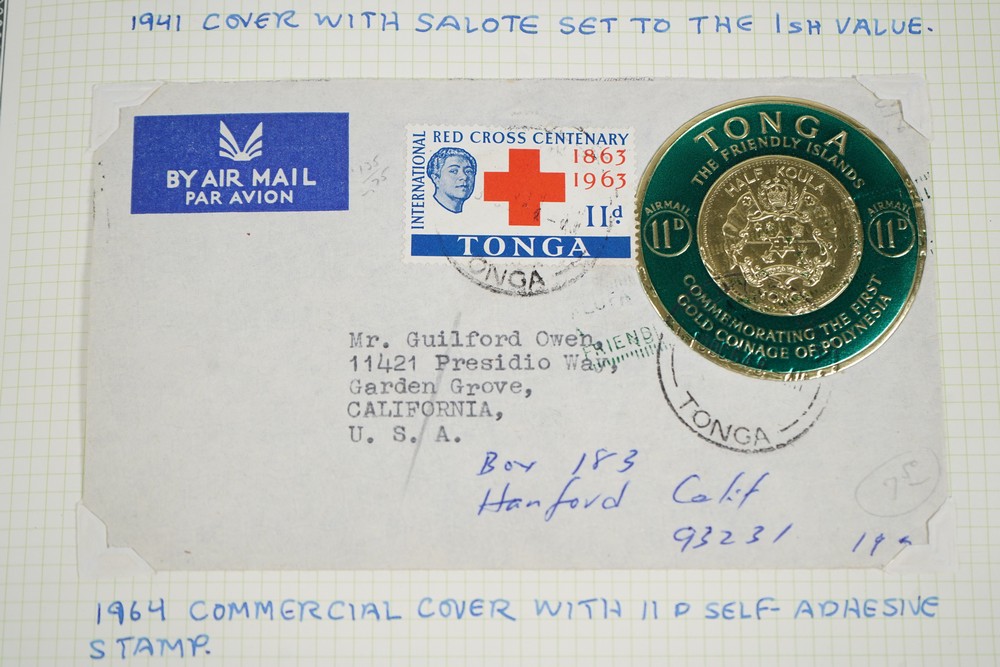 1941 COVER WITH SALOTE SET TO THE 1SH VALUE.
BY AIR MAIL
PAR AVION
INTERNATIONAL
RED CROSS CENTENARY
1863
1963
11d.
TONGA
TONGA
TONGA
THE FRIENDLY ISLANDS
HALF KOULA
TONGA
AIRMAIL
11D
AIRMAIL
11D
COMMEMORATING THE FIRST
GOLD COINAGE OF POLYNESIA
FRIENDL
TONGA
Mr. Guilford Owen,
11421 Presidio Way,
Garden Grove,
CALIFORNIA,
U. S. A.
Box 183
Hanford Calif
93231
1964 COMMERCIAL COVER WITH 11D SELF-ADHESIVE
STAMP.